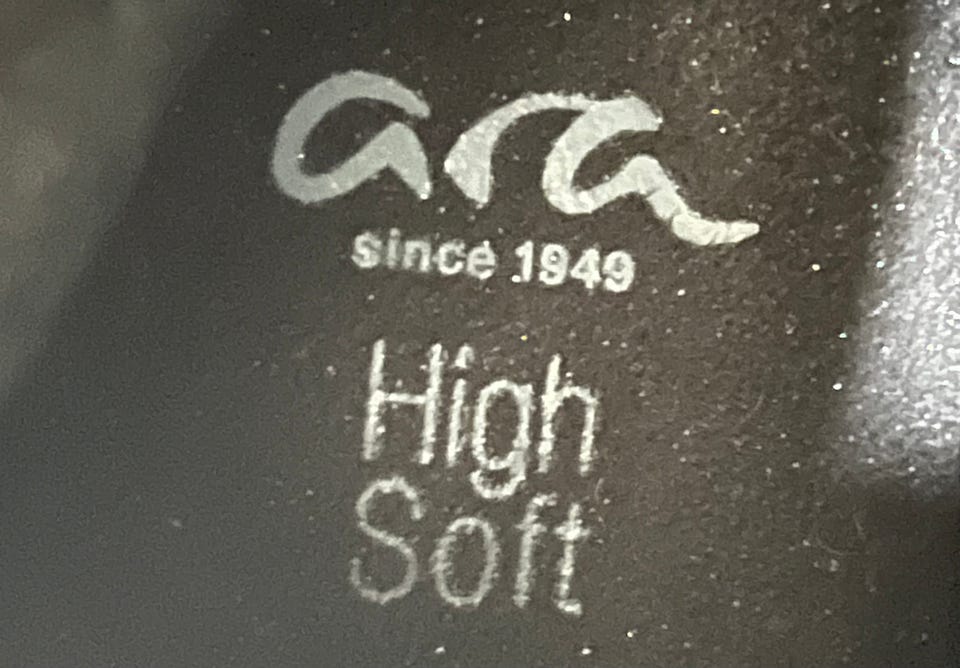 ara
since 1949
High
Soft